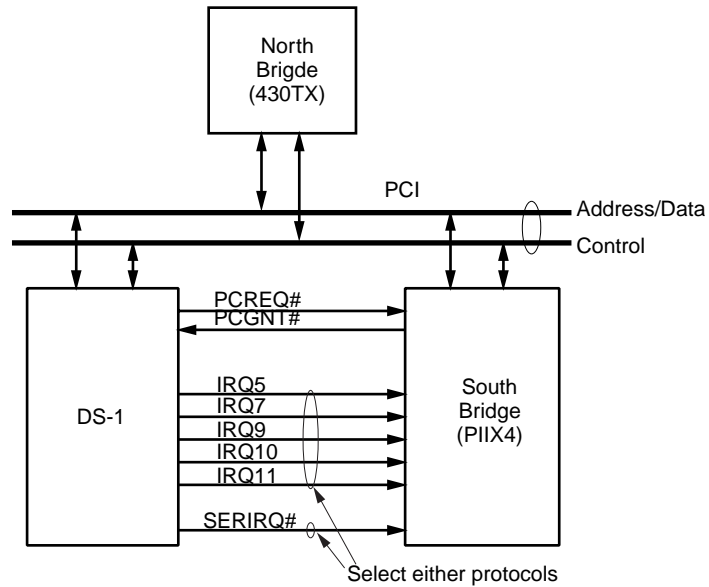 North
Brigde
(430TX)
PCI
Address/Data
Control
PCREQ#
PCGNT#
DS-1
IRQ5
IRQ7
IRQ9
IRQ10
IRQ11
SERIRQ#
South
Bridge
(PIIX4)
Select either protocols